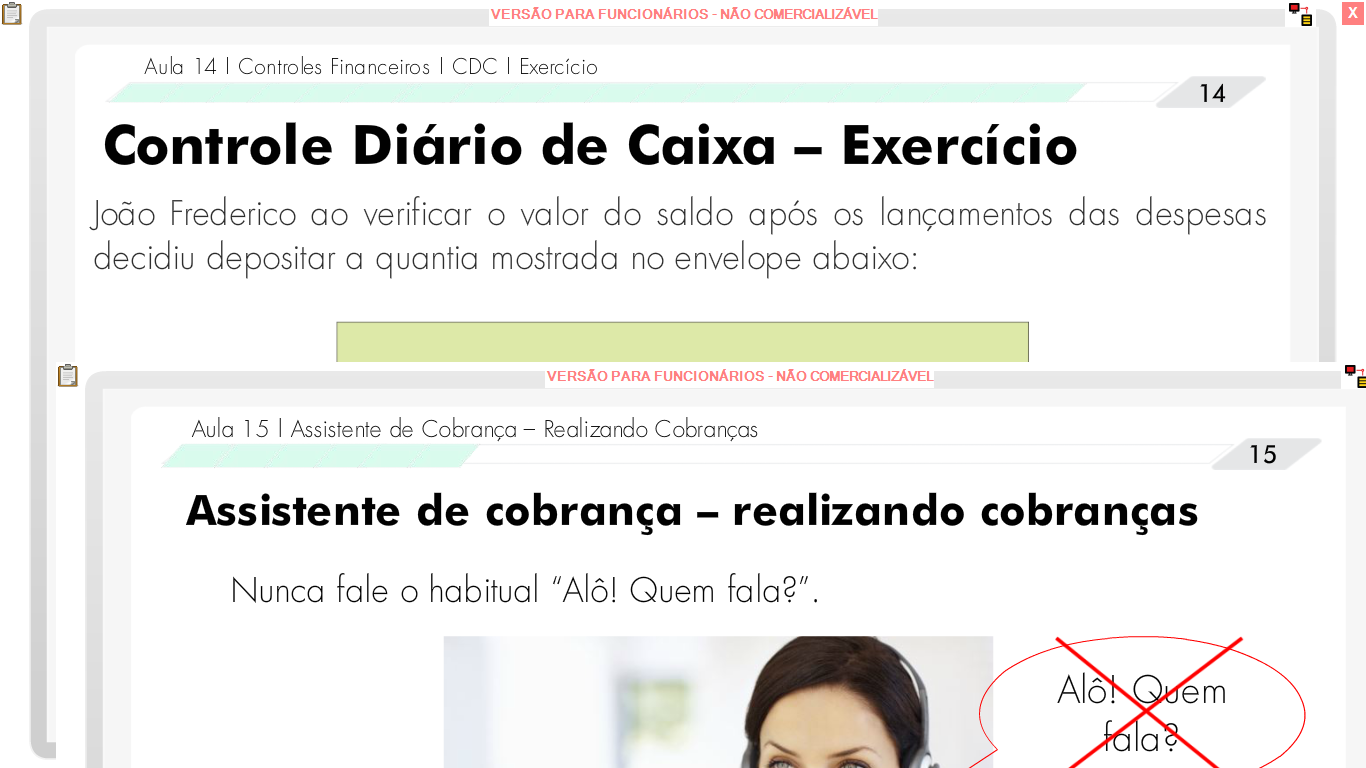 VERSÃO PARA FUNCIONÁRIOS - NÃO COMERCIALIZÁVEL
X
Aula 14 | Controles Financeiros | CDC | Exercício
14
Controle Diário de Caixa – Exercício
João Frederico ao verificar o valor do saldo após os lançamentos das despesas
decidiu depositar a quantia mostrada no envelope abaixo:
VERSÃO PARA FUNCIONÁRIOS - NÃO COMERCIALIZÁVEL
Aula 15 | Assistente de Cobrança – Realizando Cobranças
15
Assistente de cobrança – realizando cobranças
Nunca fale o habitual “Alô! Quem fala?”.
Alô! Quem
fala?